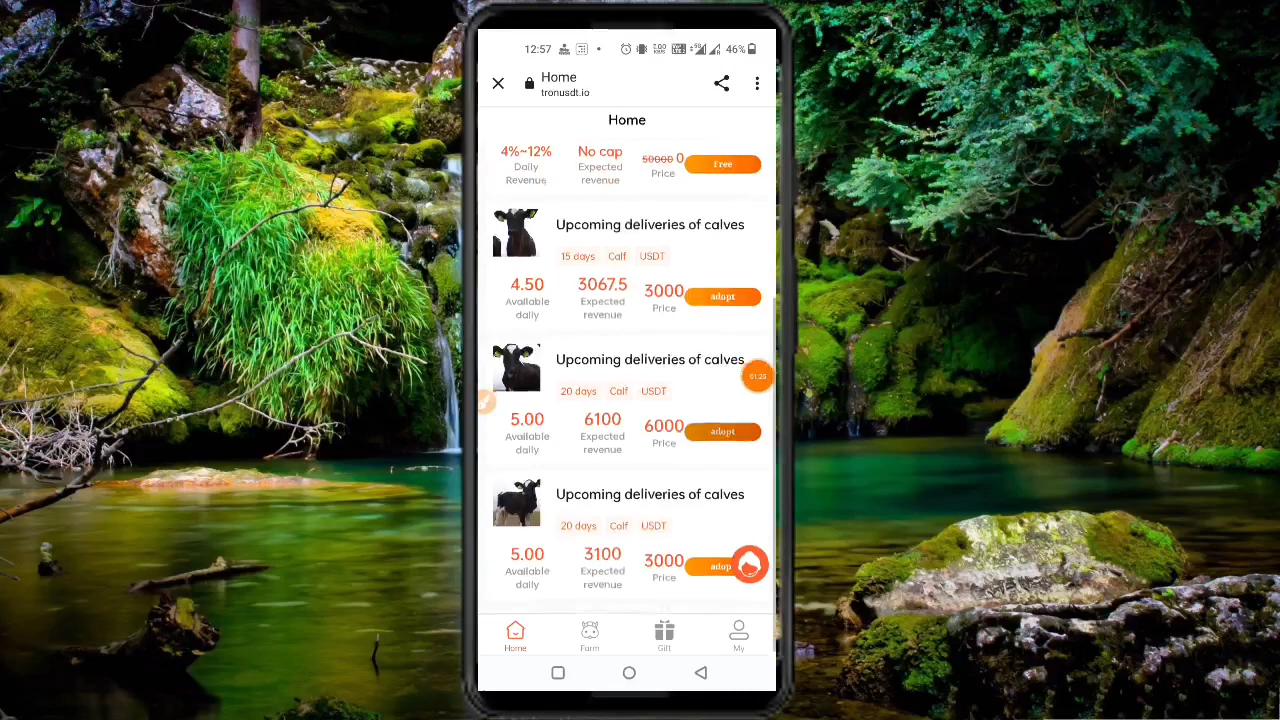 12:57
46%
Home
tronusdt.io
Home
4%~12%
Daily
Revenue
No cap
Expected
revenue
50000 0
Price
Free
Upcoming deliveries of calves
15 days Calf USDT
4.50
Available
daily
3067.5
Expected
revenue
3000
Price
adopt
Upcoming deliveries of calves
20 days Calf USDT
5.00
Available
daily
6100
Expected
revenue
6000
Price
adopt
01:25
Upcoming deliveries of calves
20 days Calf USDT
5.00
Available
daily
3100
Expected
revenue
3000
Price
adop
Home Farm Gift My